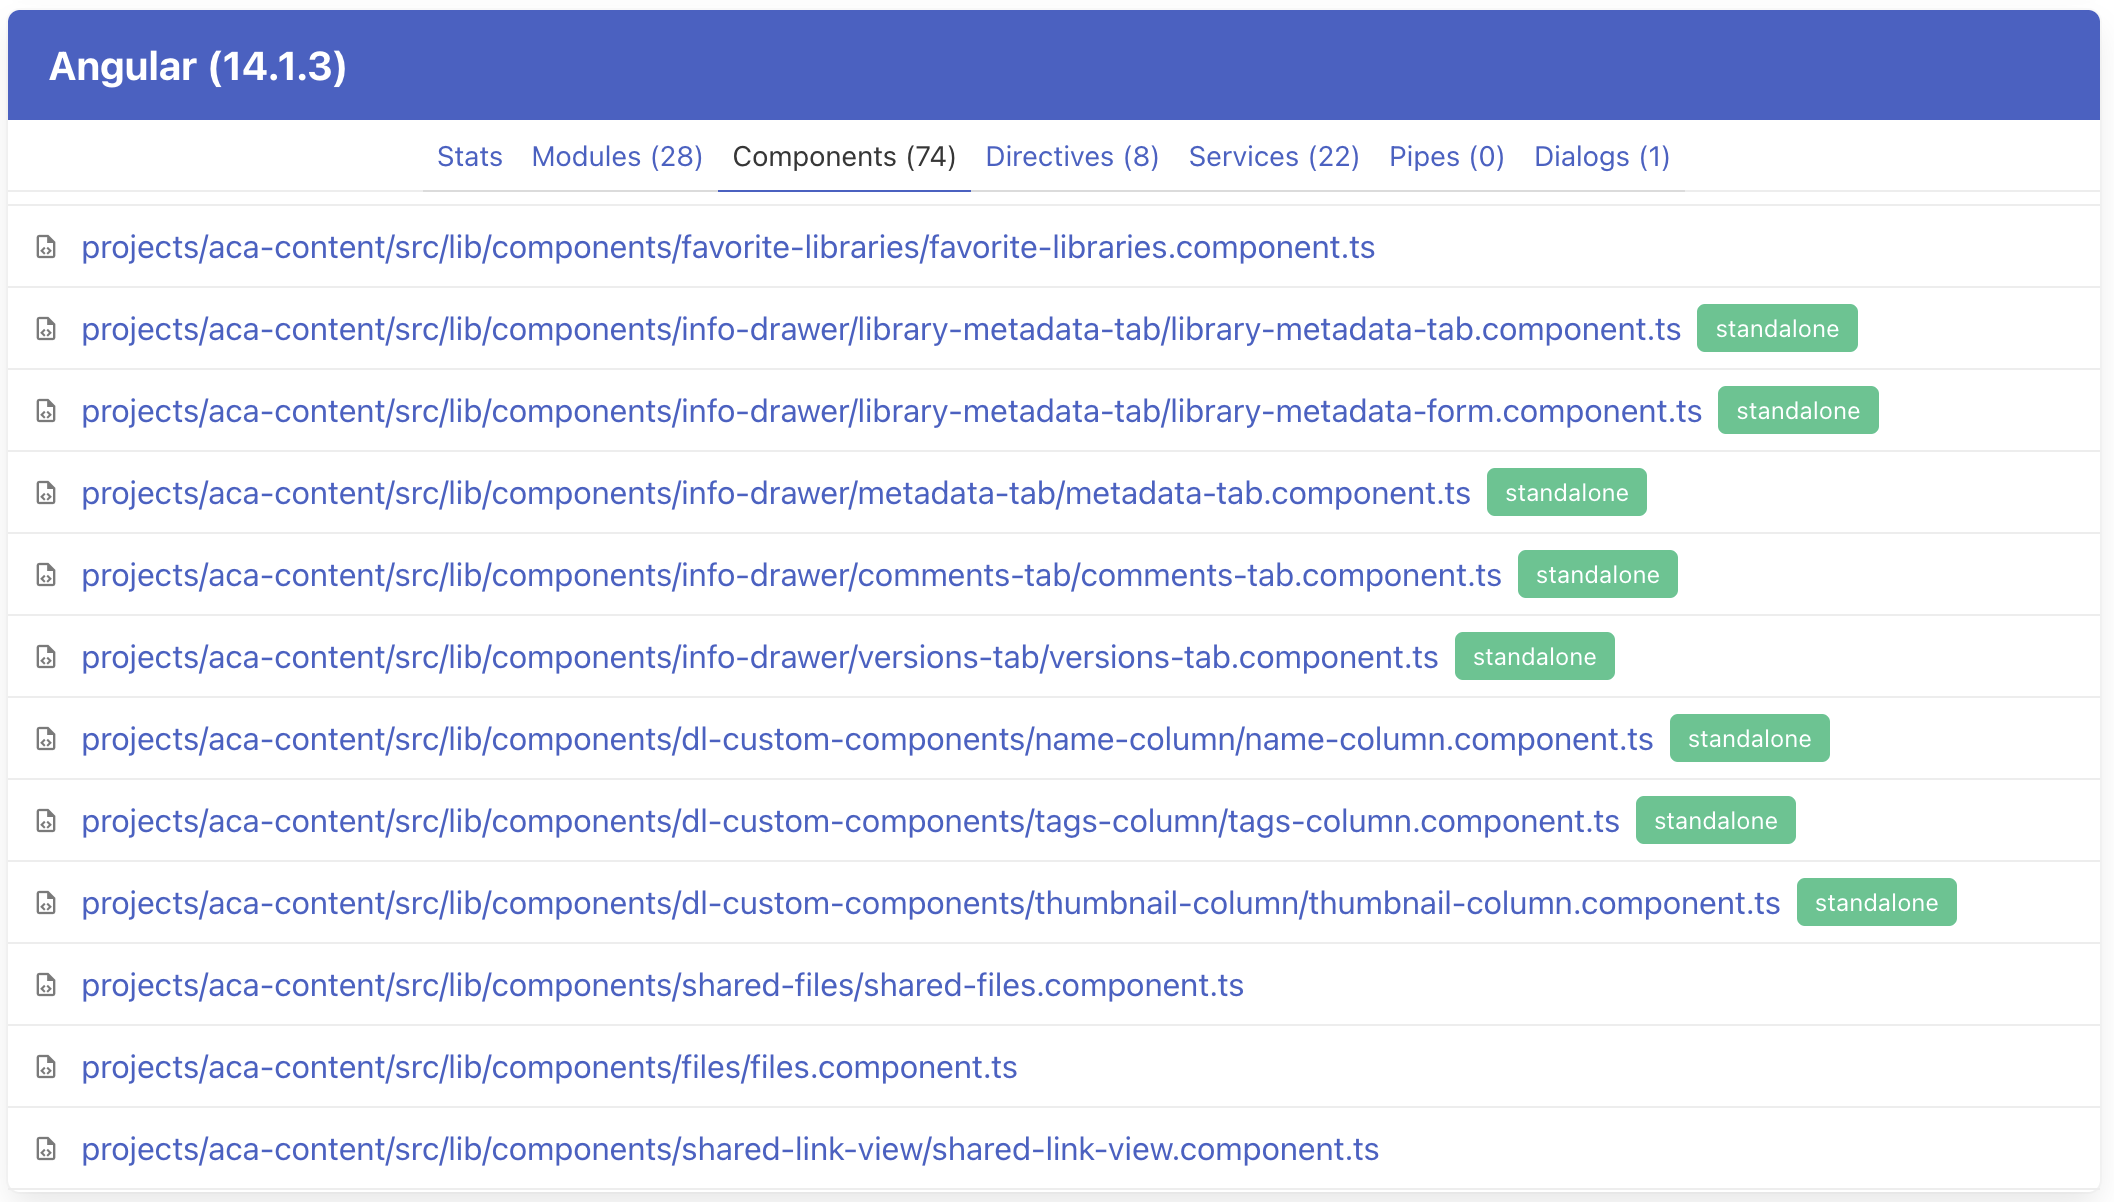 Angular (14.1.3)
Stats Modules (28) Components (74) Directives (8) Services (22) Pipes (0) Dialogs (1)
projects/aca-content/src/lib/components/favorite-libraries/favorite-libraries.component.ts
projects/aca-content/src/lib/components/info-drawer/library-metadata-tab/library-metadata-tab.component.ts standalone
projects/aca-content/src/lib/components/info-drawer/library-metadata-tab/library-metadata-form.component.ts standalone
projects/aca-content/src/lib/components/info-drawer/metadata-tab/metadata-tab.component.ts standalone
projects/aca-content/src/lib/components/info-drawer/comments-tab/comments-tab.component.ts standalone
projects/aca-content/src/lib/components/info-drawer/versions-tab/versions-tab.component.ts standalone
projects/aca-content/src/lib/components/dl-custom-components/name-column/name-column.component.ts standalone
projects/aca-content/src/lib/components/dl-custom-components/tags-column/tags-column.component.ts standalone
projects/aca-content/src/lib/components/dl-custom-components/thumbnail-column/thumbnail-column.component.ts standalone
projects/aca-content/src/lib/components/shared-files/shared-files.component.ts
projects/aca-content/src/lib/components/files/files.component.ts
projects/aca-content/src/lib/components/shared-link-view/shared-link-view.component.ts